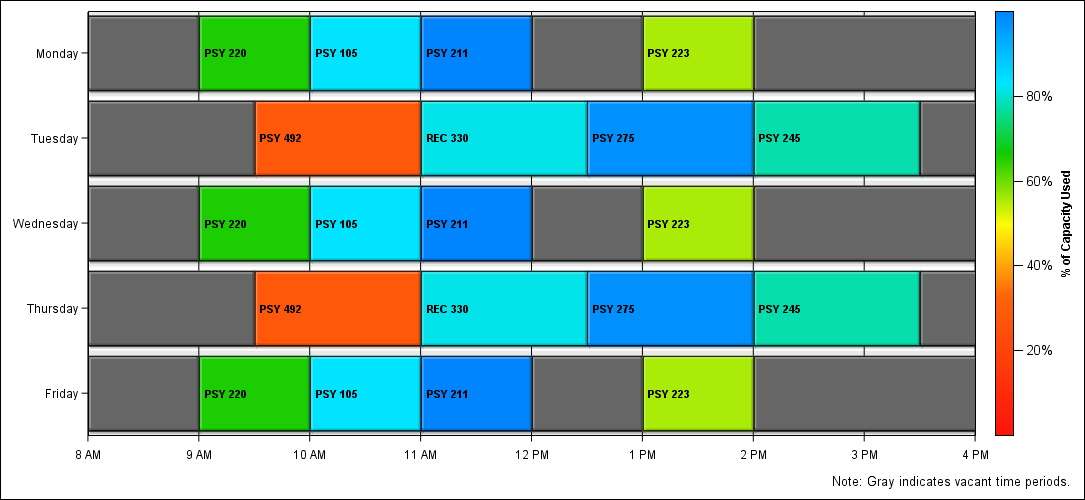 Monday PSY 220 PSY 105 PSY 211 PSY 223
Tuesday PSY 492 REC 330 PSY 275 PSY 245
Wednesday PSY 220 PSY 105 PSY 211 PSY 223
Thursday PSY 492 REC 330 PSY 275 PSY 245
Friday PSY 220 PSY 105 PSY 211 PSY 223
8 AM 9 AM 10 AM 11 AM 12 PM 1 PM 2 PM 3 PM 4 PM
80%
60%
40%
20%
% of Capacity Used
Note: Gray indicates vacant time periods.